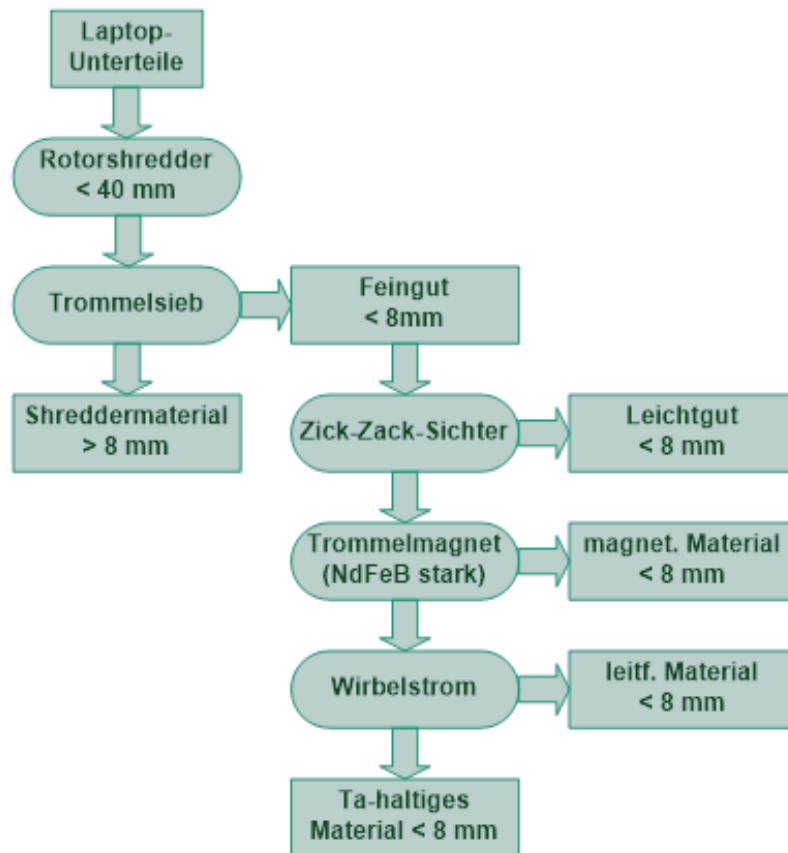 Laptop-
Unterteile
Rotorshredder
< 40 mm
Trommelsieb
Feingut
< 8mm
Shreddermaterial
> 8 mm
Zick-Zack-Sichter
Leichtgut
< 8 mm
Trommelmagnet
(NdFeB stark)
magnet. Material
< 8 mm
Wirbelstrom
leitf. Material
< 8 mm
Ta-haltiges
Material < 8 mm